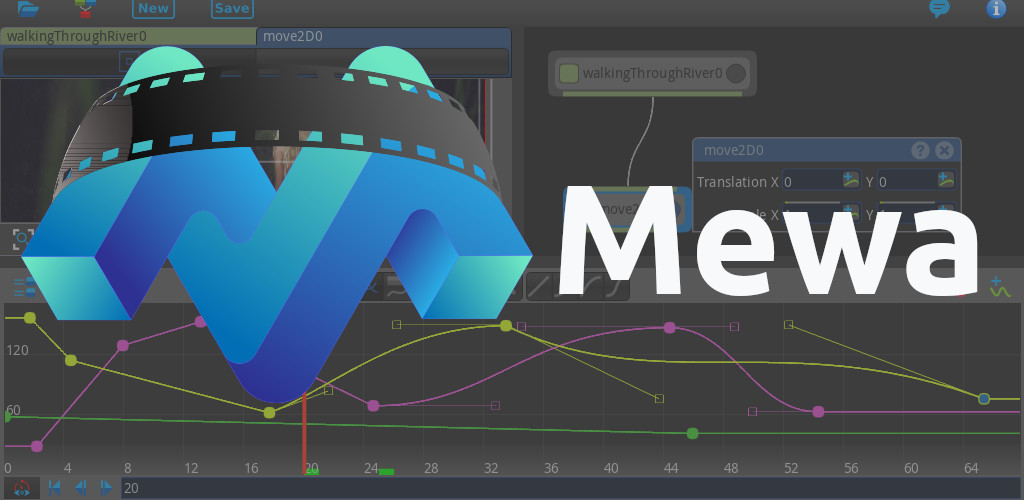 New Save
walkingThroughRiver0 move2D0
walkingThroughRiver0
move2D0 ?
Translation X 0 Y 0
move2
Mewa
120
60
0 4 8 12 16 20 24 28 32 36 40 44 48 52 56 60 64
20